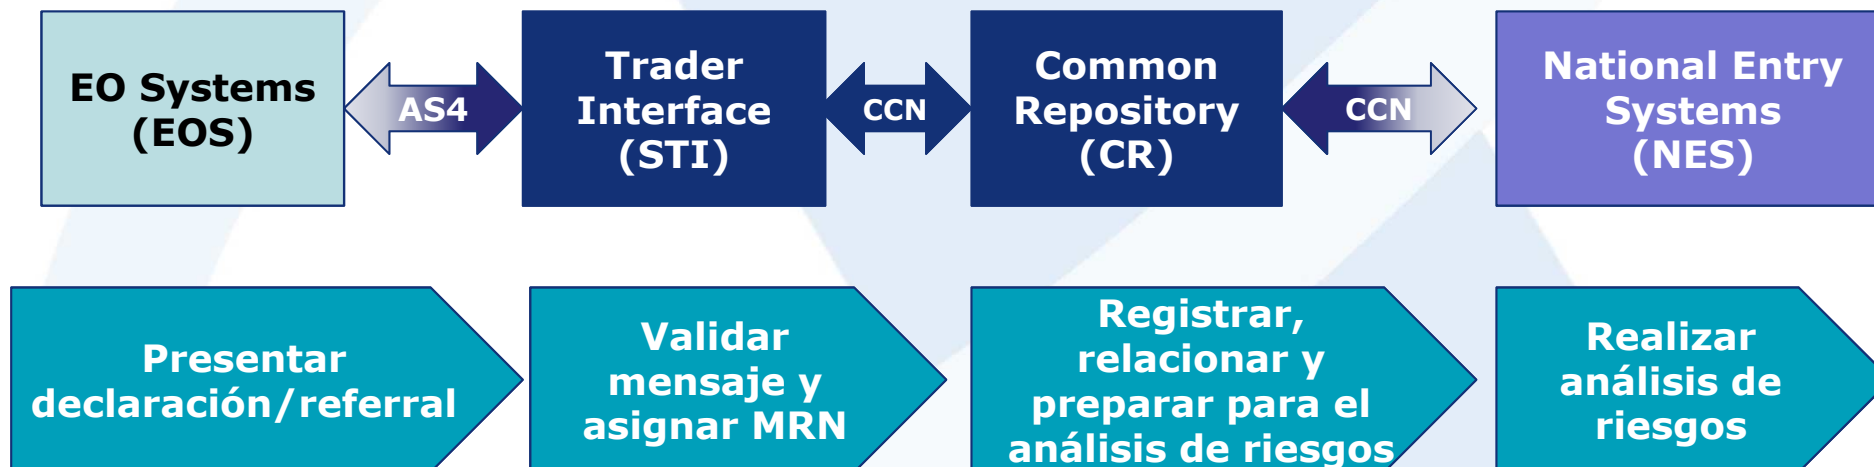 EO Systems
(EOS)
AS4
Trader
Interface
(STI)
CCN
Common
Repository
(CR)
CCN
National Entry
Systems
(NES)
Presentar
declaración/referral
Validar
mensaje y
asignar MRN
Registrar,
relacionar y
preparar para el
análisis de riesgos
Realizar
análisis de
riesgos